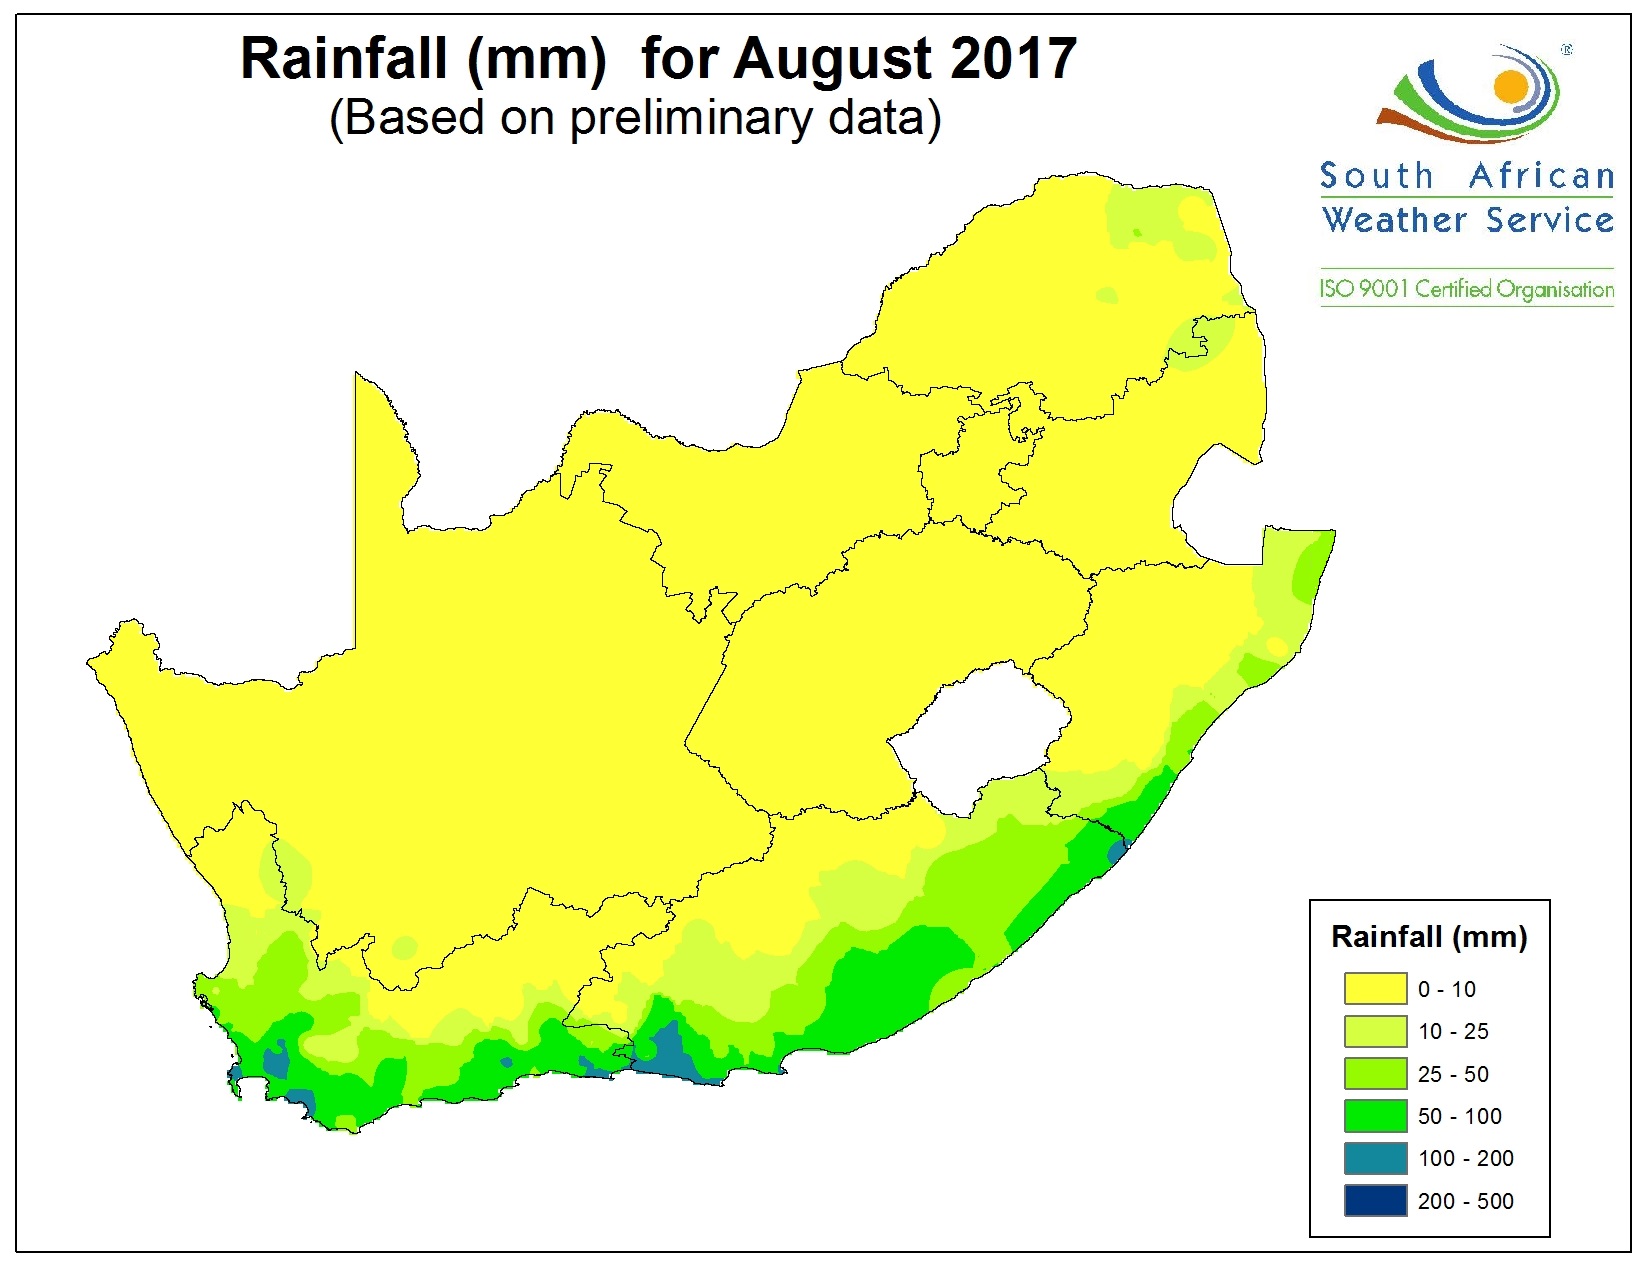 Rainfall (mm)  for August 2017
(Based on preliminary data)
®
South African
Weather Service
ISO 9001 Certified Organisation
Rainfall (mm)
0 - 10
10 - 25
25 - 50
50 - 100
100 - 200
200 - 500